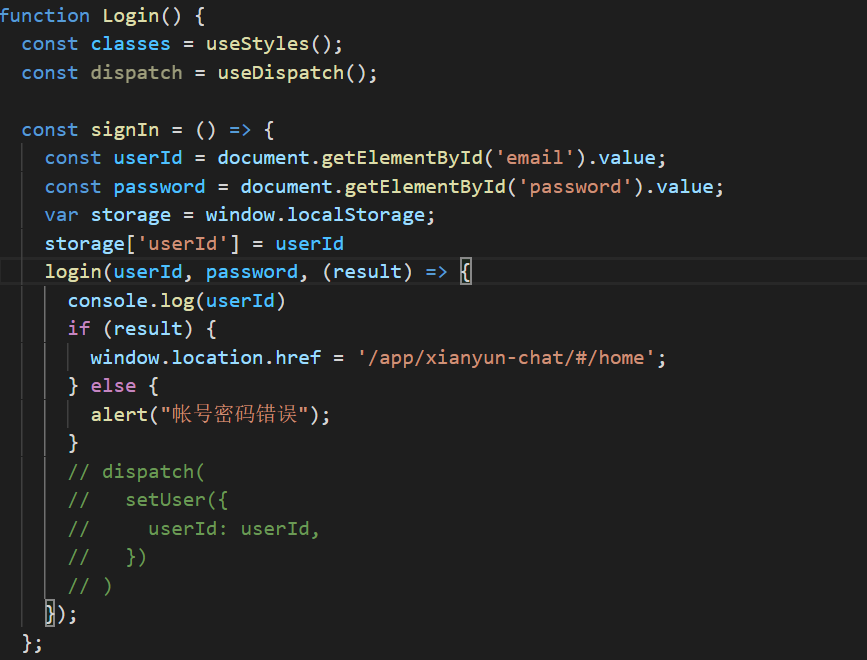 function Login() {
  const classes = useStyles();
  const dispatch = useDispatch();
  const signIn = () => {
    const userId = document.getElementById('email').value;
    const password = document.getElementById('password').value;
    var storage = window.localStorage;
    storage['userId'] = userId
    login(userId, password, (result) => {
      console.log(userId)
      if (result) {
        window.location.href = '/app/xianyun-chat/#/home';
      } else {
        alert("帐号密码错误");
      }
      // dispatch(
      //   setUser({
      //     userId: userId,
      //   })
      // )
    });
  };